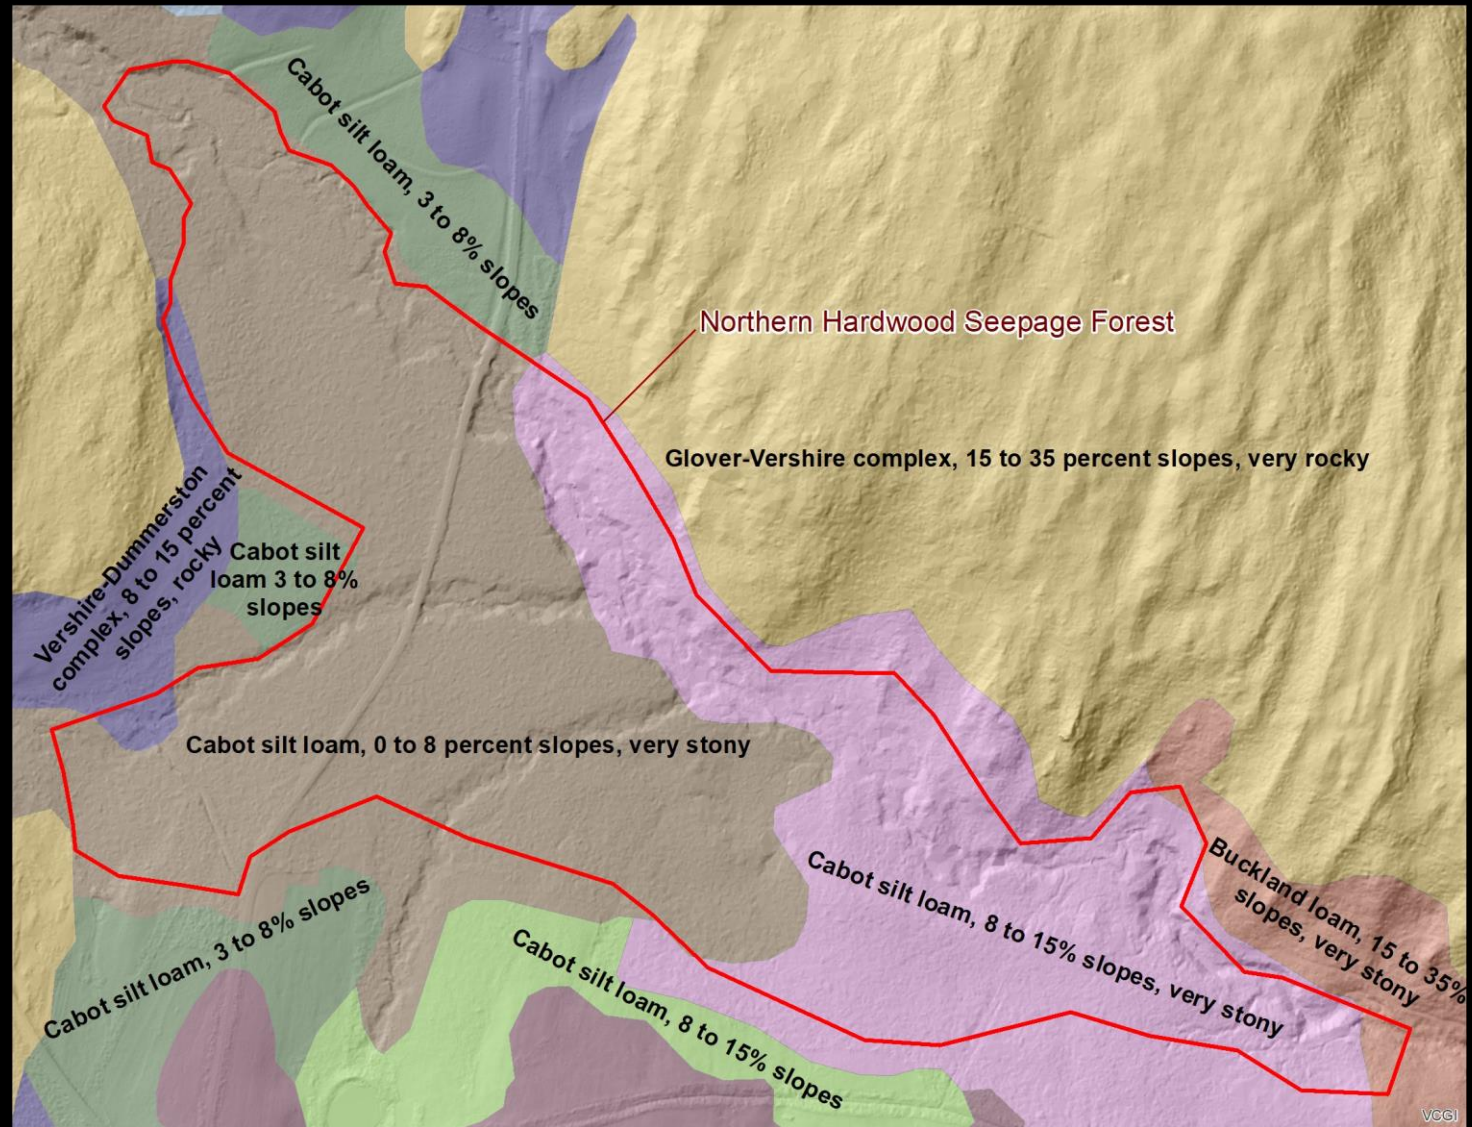 Cabot silt loam, 3 to 8% slopes
Northern Hardwood Seepage Forest
Glover-Vershire complex, 15 to 35 percent slopes, very rocky
Vershire-Dummerston
complex, 8 to 15 percent
slopes, rocky
Cabot silt
loam 3 to 8%
slopes
Cabot silt loam, 0 to 8 percent slopes, very stony
Cabot silt loam, 8 to 15% slopes, very stony
Buckland loam, 15 to 35%
slopes, very stony
Cabot silt loam, 3 to 8% slopes
Cabot silt loam, 8 to 15% slopes
VCGI